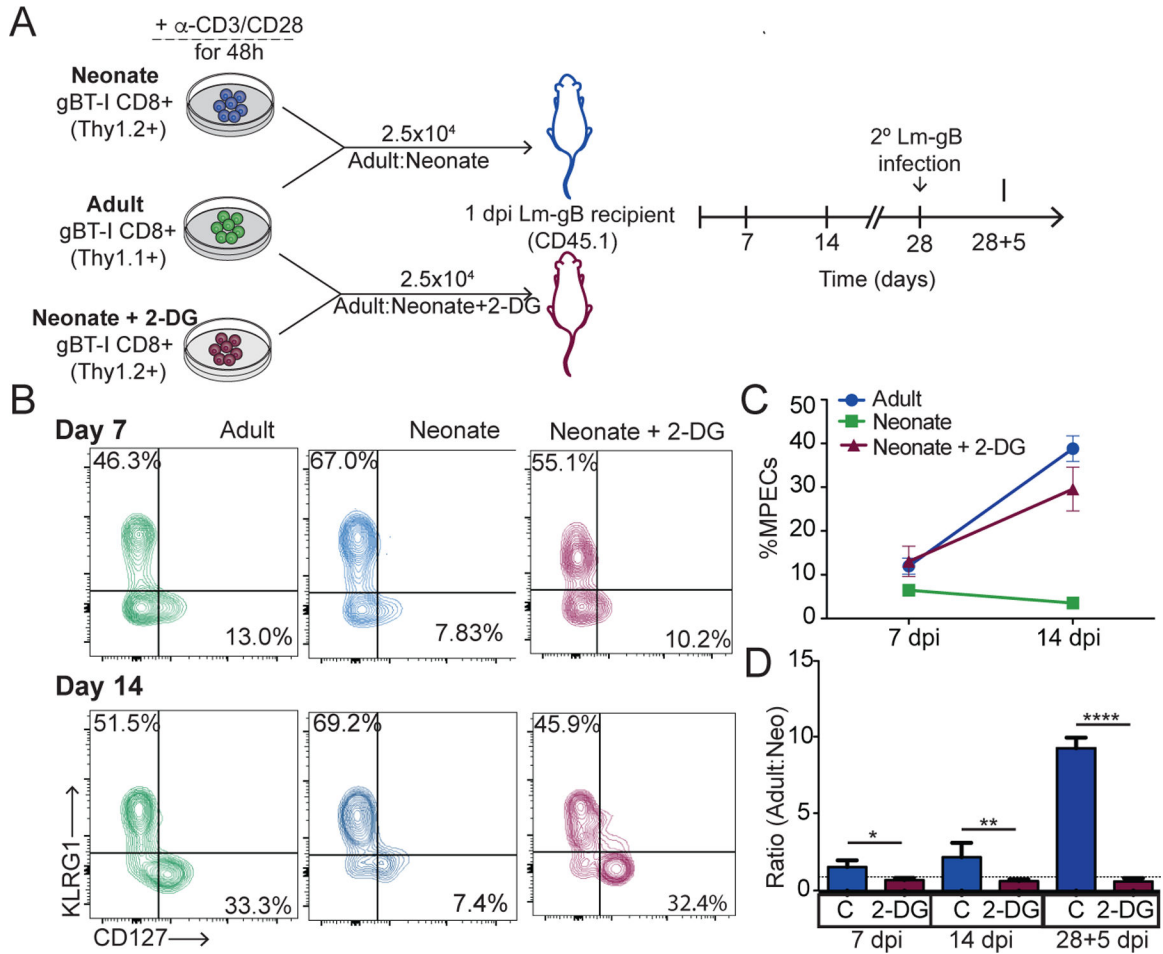 A
+ α-CD3/CD28
for 48h
Neonate
gBT-I CD8+
(Thy1.2+)
Adult
gBT-I CD8+
(Thy1.1+)
Neonate + 2-DG
gBT-I CD8+
(Thy1.2+)
2.5x10⁴
Adult:Neonate
2.5x10⁴
Adult:Neonate+2-DG
1 dpi Lm-gB recipient
(CD45.1)
2º Lm-gB
infection
7 14 28 28+5
Time (days)
B
Day 7
Adult Neonate Neonate + 2-DG
46.3% 67.0% 55.1%
13.0% 7.83% 10.2%
Day 14
51.5% 69.2% 45.9%
33.3% 7.4% 32.4%
KLRG1
CD127
C
Adult
Neonate
Neonate + 2-DG
%MPECs
50
40
30
20
10
0
7 dpi 14 dpi
D
Ratio (Adult:Neo)
15
10
5
0
* ** ****
C 2-DG C 2-DG C 2-DG
7 dpi 14 dpi 28+5 dpi